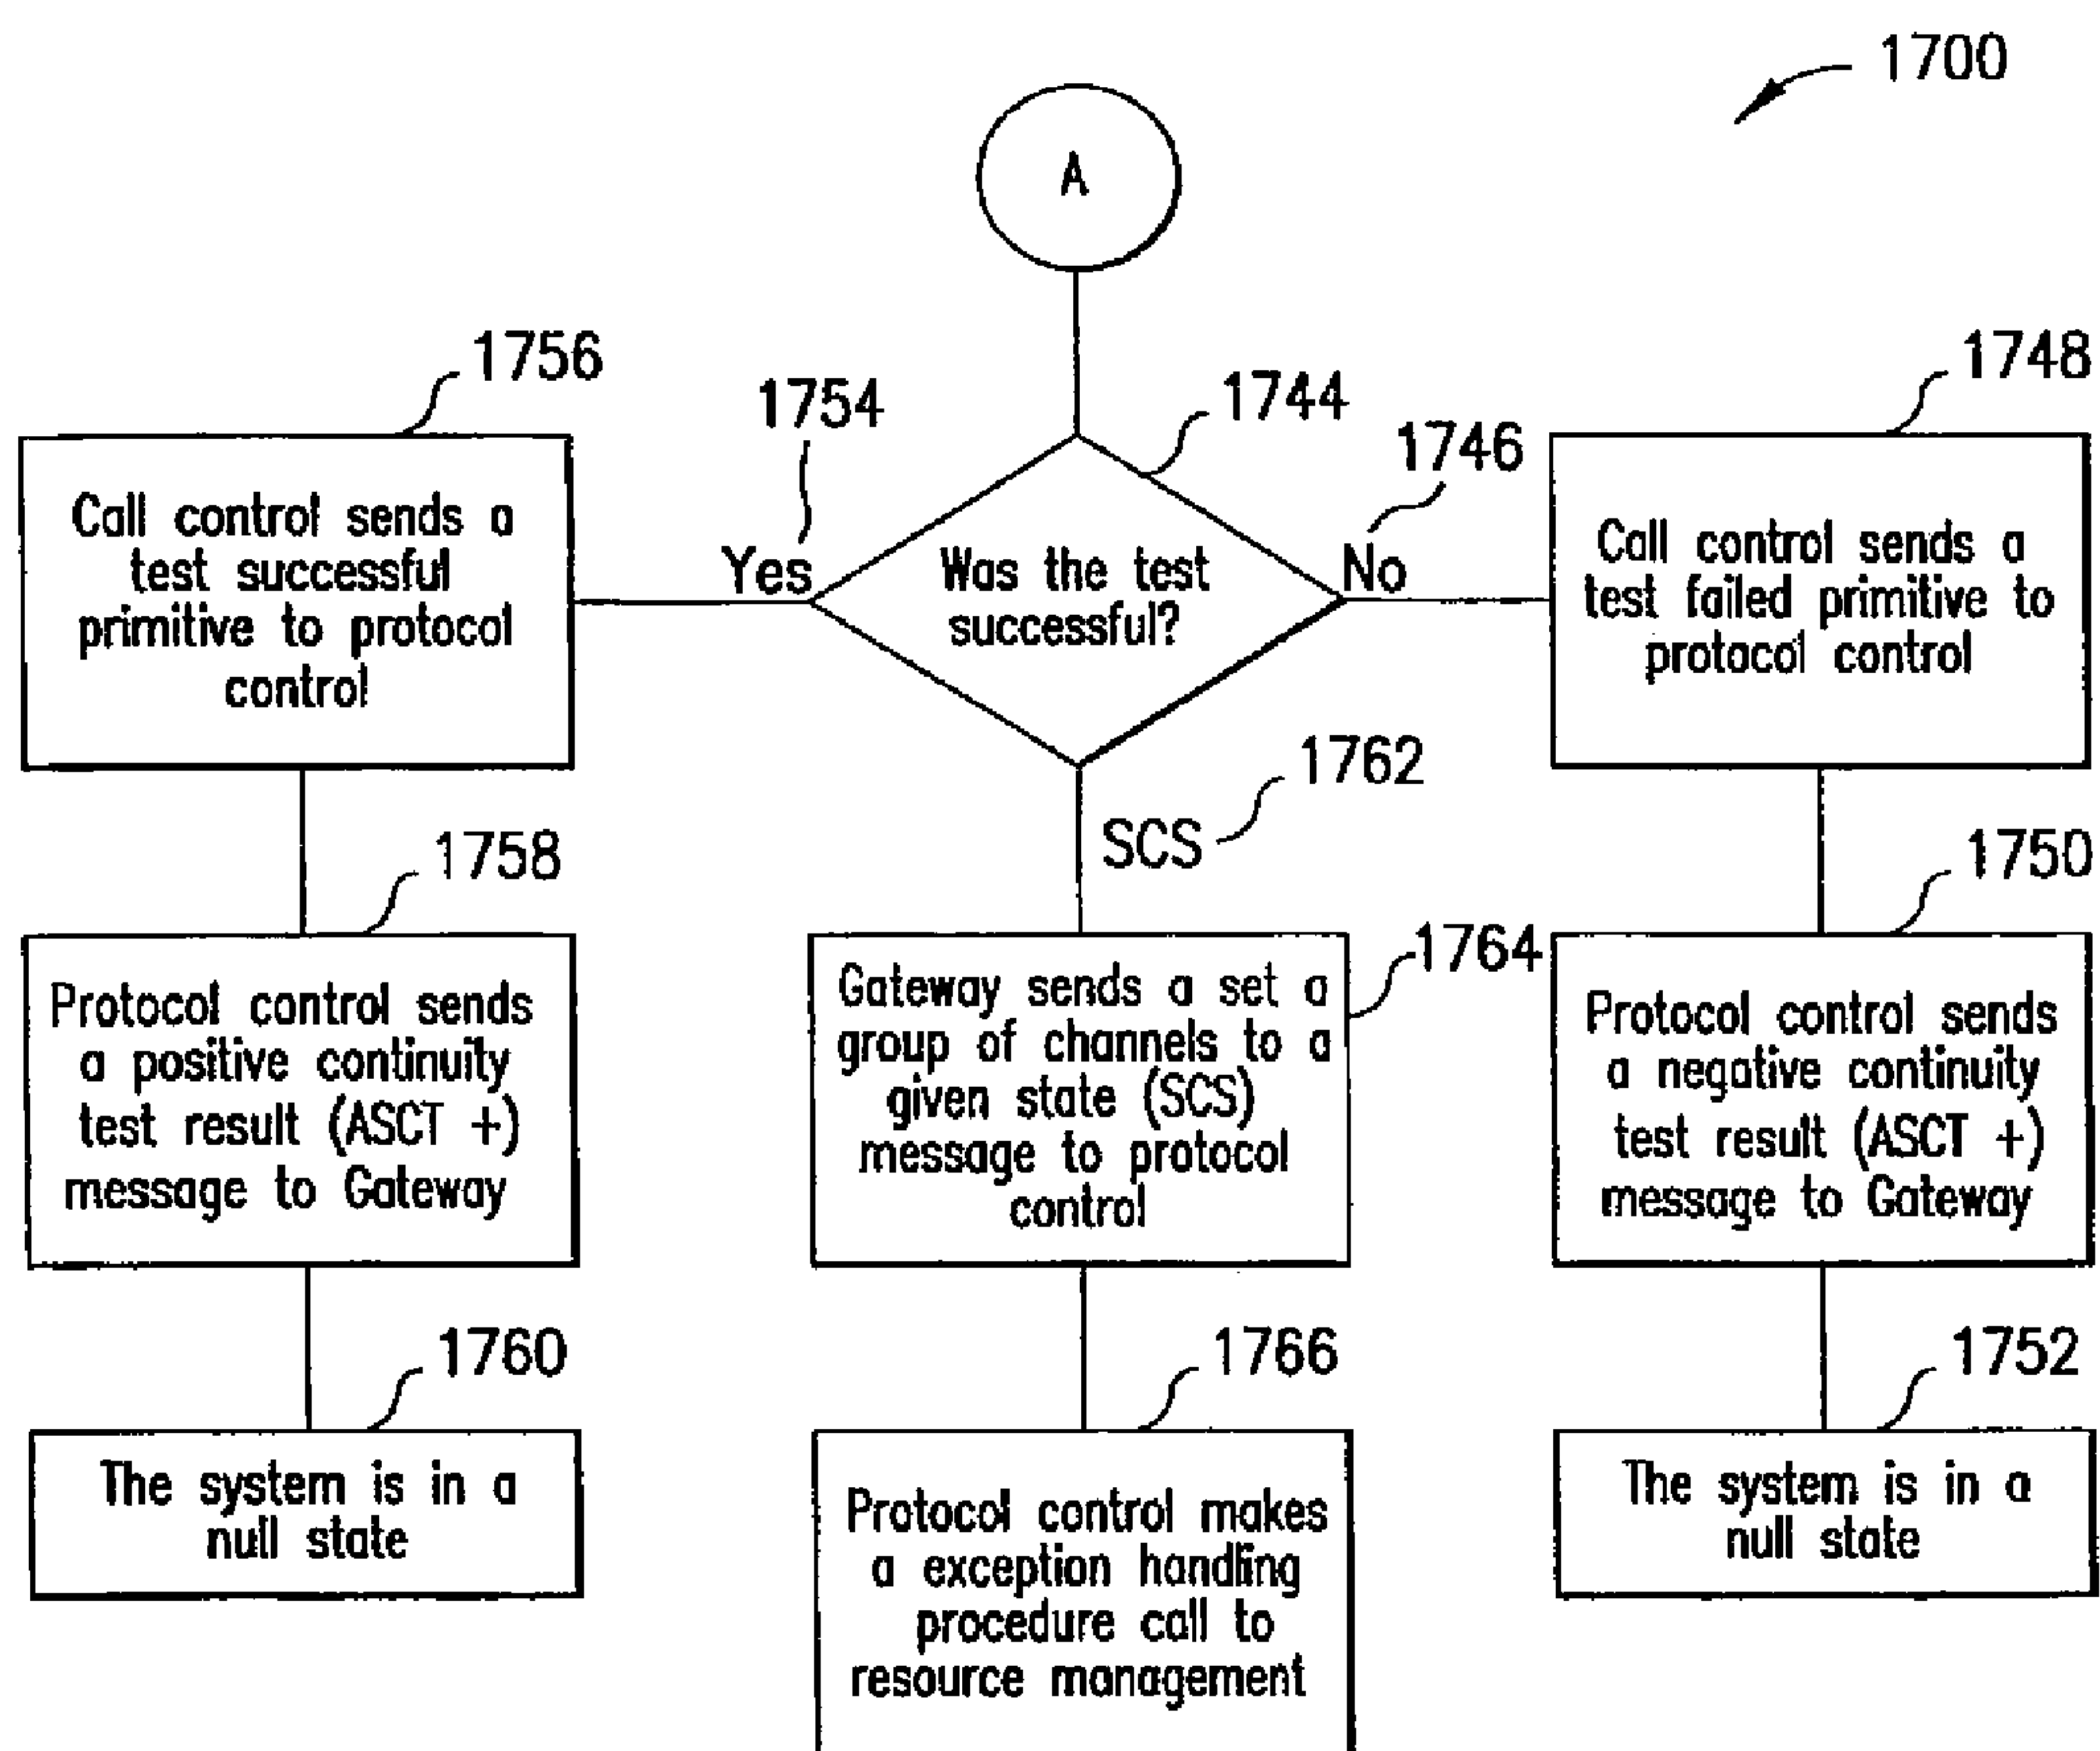 1700
A
1756
1754
1744
1746
1748
Call control sends a
test successful
primitive to protocol
control
Yes
Was the test
successful?
No
Call control sends a
test failed primitive to
protocol control
1762
SCS
1758
1764
1750
Protocol control sends
a positive continuity
test result (ASCT +)
message to Gateway
Gateway sends a set a
group of channels to a
given state (SCS)
message to protocol
control
Protocol control sends
a negative continuity
test result (ASCT +)
message to Gateway
1760
1766
1752
The system is in a
null state
Protocol control makes
a exception handling
procedure call to
resource management
The system is in a
null state